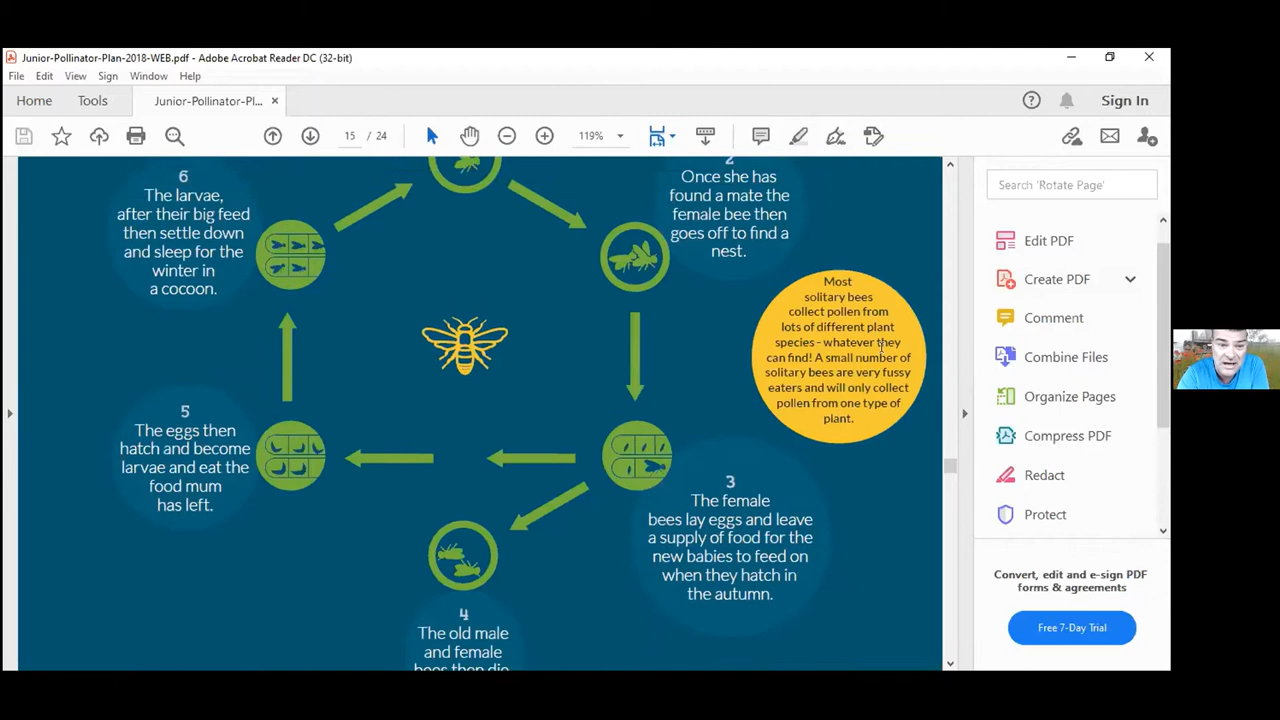 Junior-Pollinator-Plan-2018-WEB.pdf - Adobe Acrobat Reader DC (32-bit)
File Edit View Sign Window Help
Home Tools Junior-Pollinator-Pl... ×
Sign In
15 / 24
119%
6
The larvae,
after their big feed
then settle down
and sleep for the
winter in
a cocoon.
2
Once she has
found a mate the
female bee then
goes off to find a
nest.
Most
solitary bees
collect pollen from
lots of different plant
species - whatever they
can find! A small number of
solitary bees are very fussy
eaters and will only collect
pollen from one type of
plant.
5
The eggs then
hatch and become
larvae and eat the
food mum
has left.
3
The female
bees lay eggs and leave
a supply of food for the
new babies to feed on
when they hatch in
the autumn.
4
The old male
and female
bees then die
Search 'Rotate Page'
Edit PDF
Create PDF
Comment
Combine Files
Organize Pages
Compress PDF
Redact
Protect
Convert, edit and e-sign PDF
forms & agreements
Free 7-Day Trial